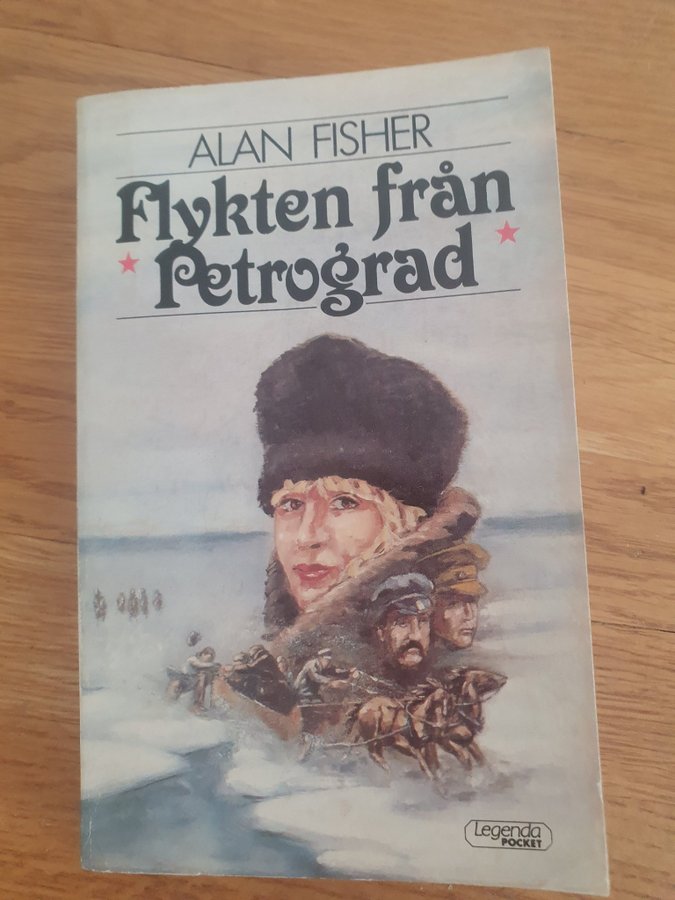 ALAN FISHER
Flykten från
Petrograd
Legenda
POCKET